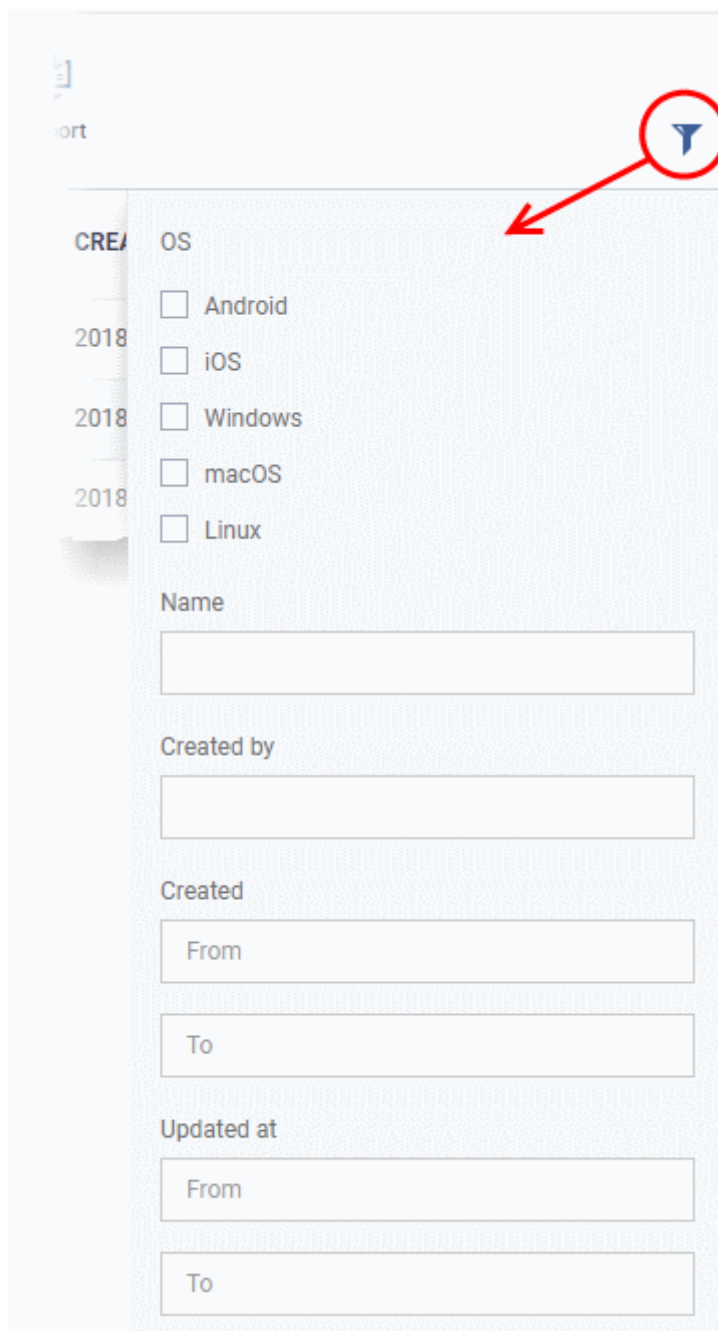 ort
CREA
OS
Android
2018
iOS
2018
Windows
macOS
2018
Linux
Name
Created by
Created
From
To
Updated at
From
To